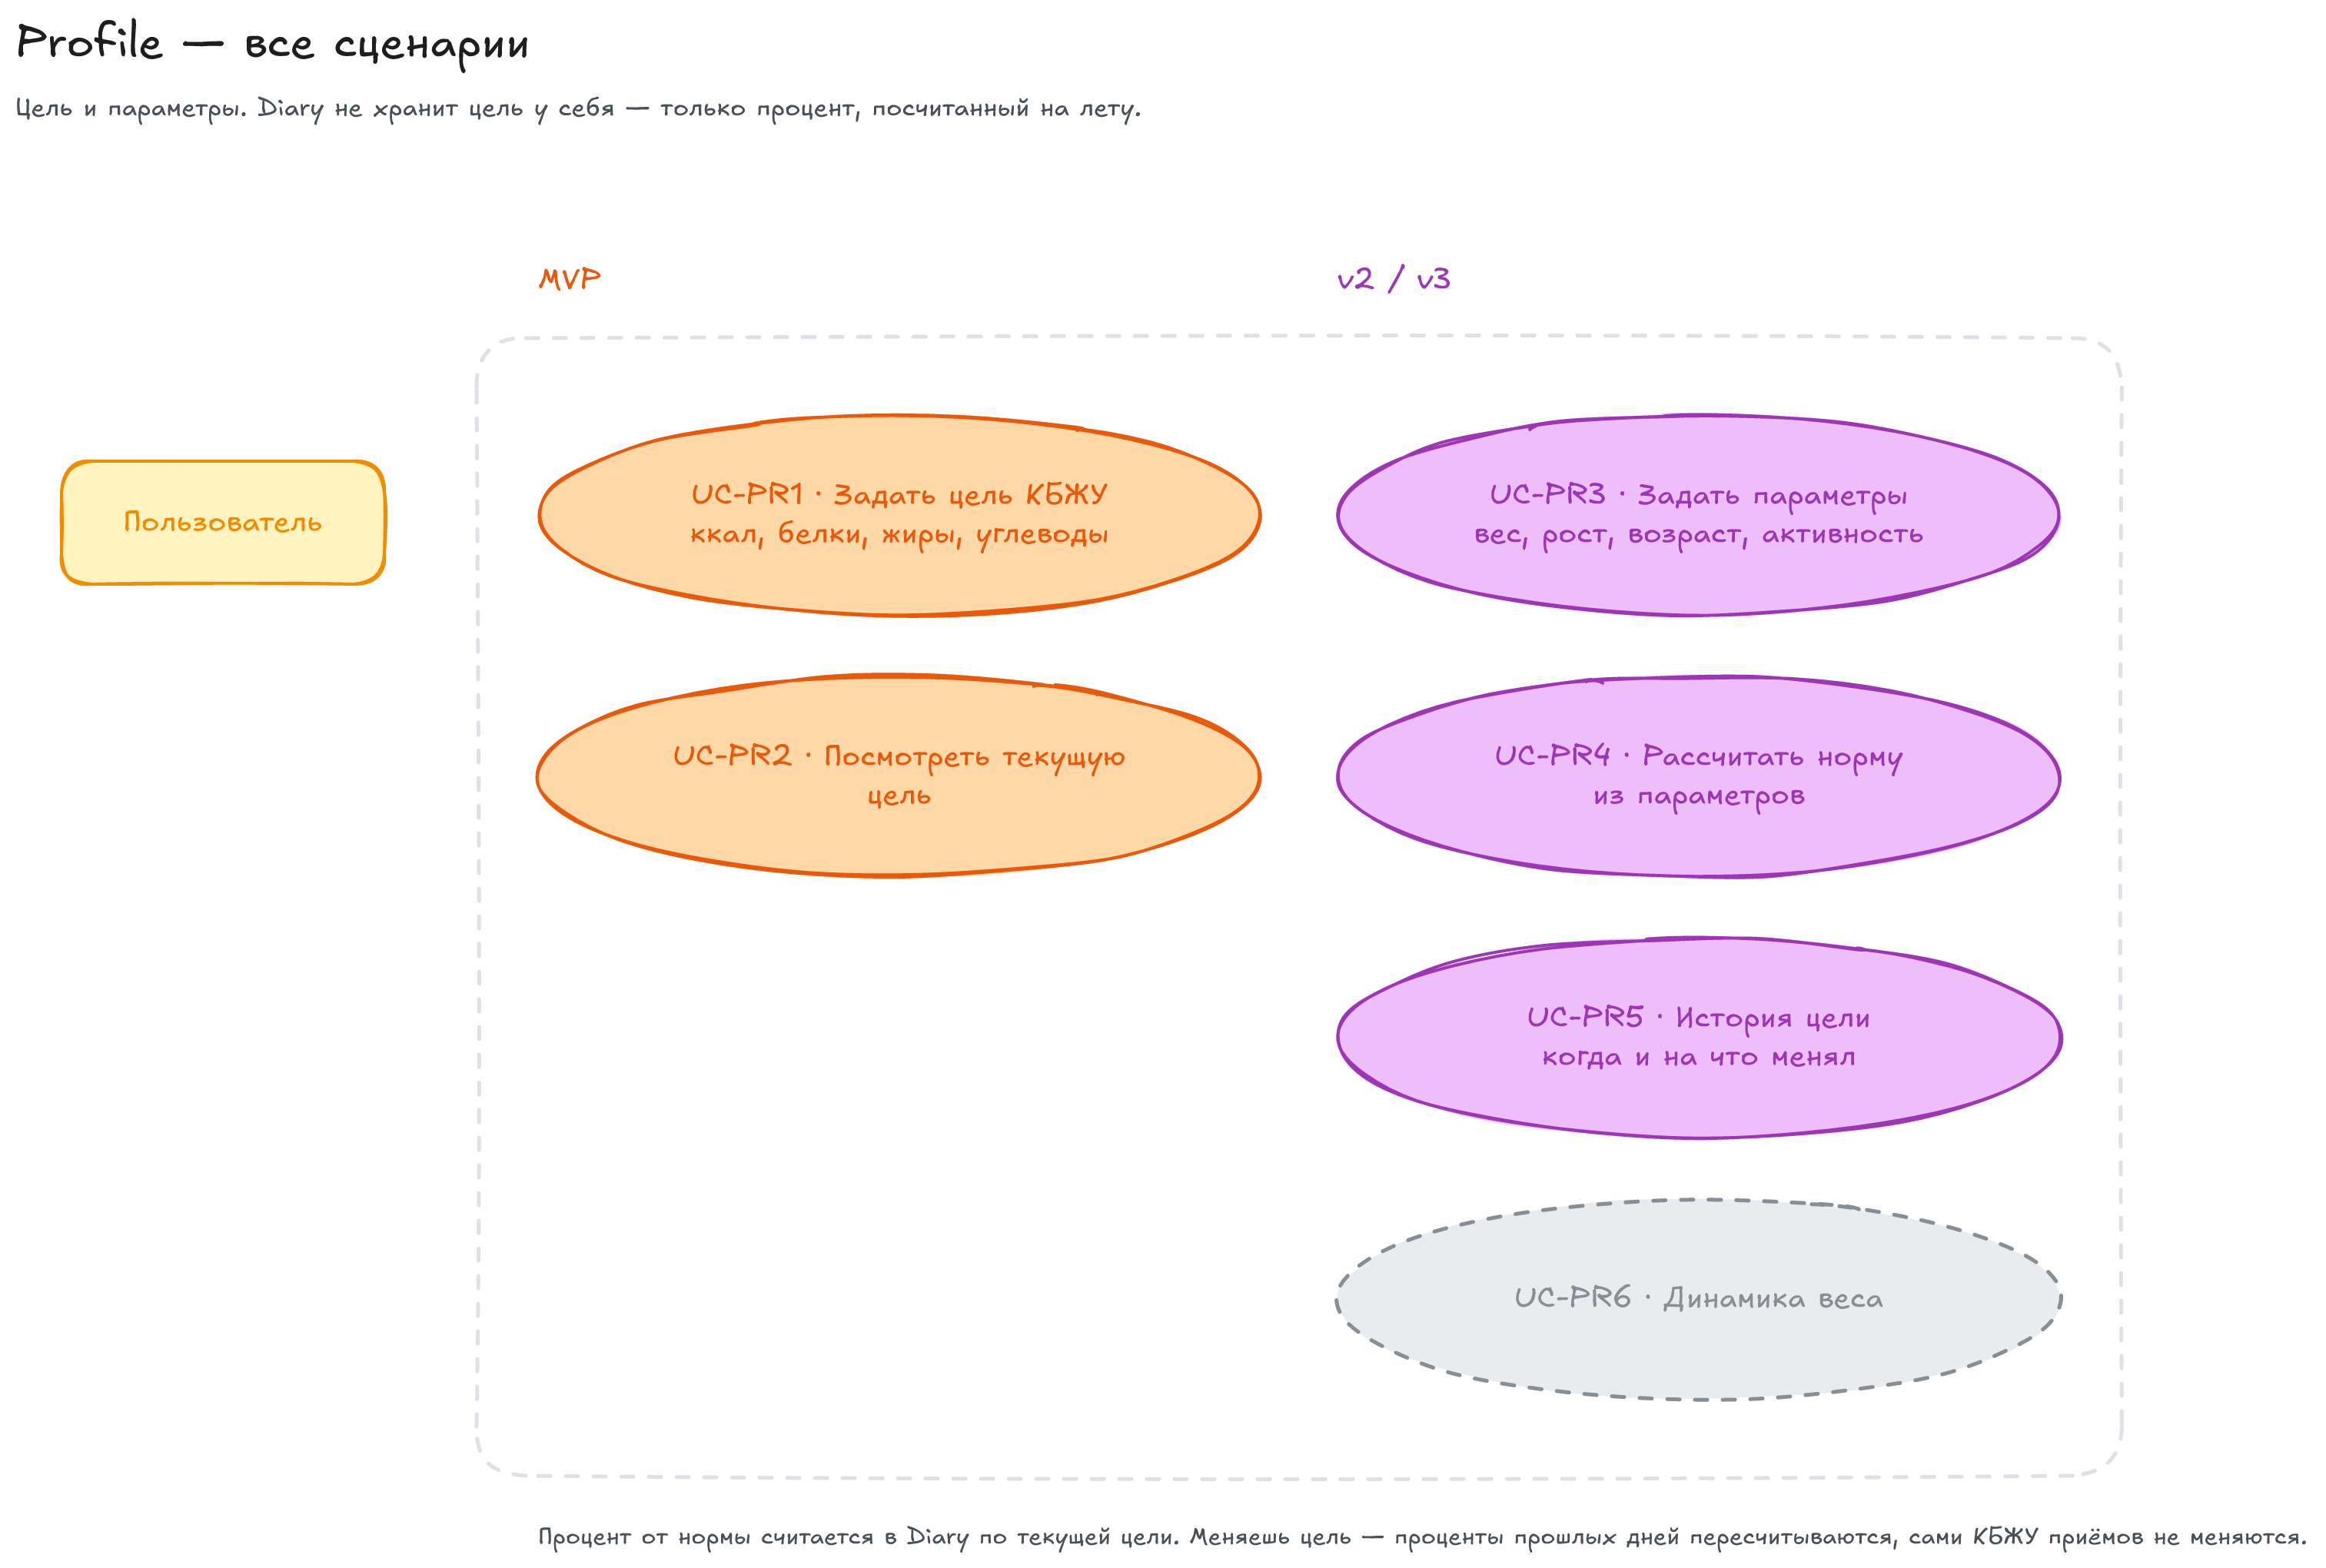 Profile — все сценарии
Цель и параметры. Diary не хранит цель у себя — только процент, посчитанный на лету.
MVP
v2 / v3
Пользователь
UC-PR1 · Задать цель КБЖУ
ккал, белки, жиры, углеводы
UC-PR3 · Задать параметры
вес, рост, возраст, активность
UC-PR2 · Посмотреть текущую
цель
UC-PR4 · Рассчитать норму
из параметров
UC-PR5 · История цели
когда и на что менял
UC-PR6 · Динамика веса
Процент от нормы считается в Diary по текущей цели. Меняешь цель — проценты прошлых дней пересчитываются, сами КБЖУ приёмов не меняются.